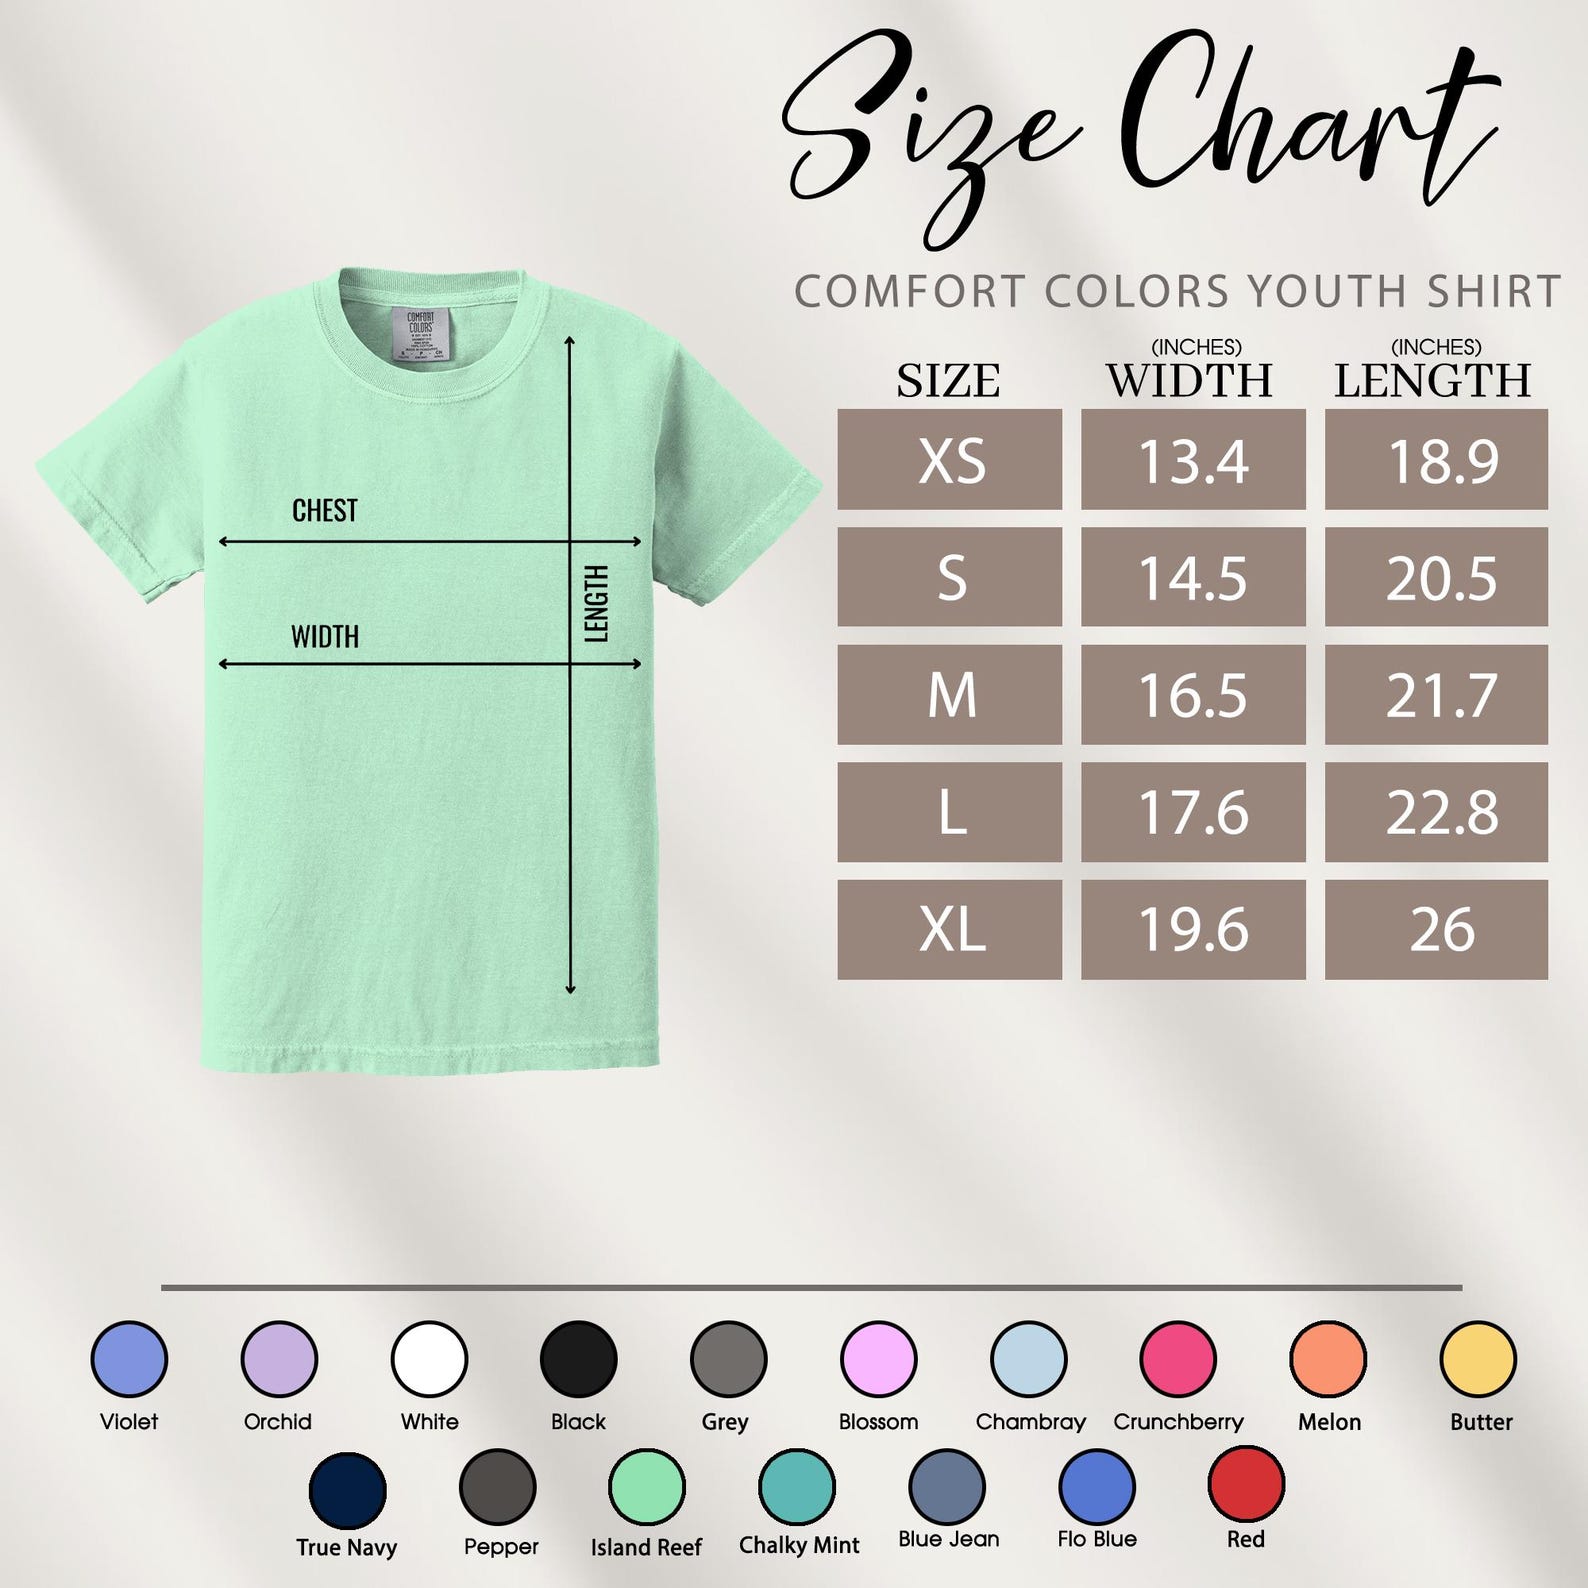 Size Chart
COMFORT COLORS YOUTH SHIRT
(INCHES) (INCHES)
SIZE WIDTH LENGTH
XS 13.4 18.9
S 14.5 20.5
M 16.5 21.7
L 17.6 22.8
XL 19.6 26
COMFORT
COLORS
CHEST
WIDTH
LENGTH
Violet Orchid White Black Grey Blossom Chambray Crunchberry Melon Butter
True Navy Pepper Island Reef Chalky Mint Blue Jean Flo Blue Red